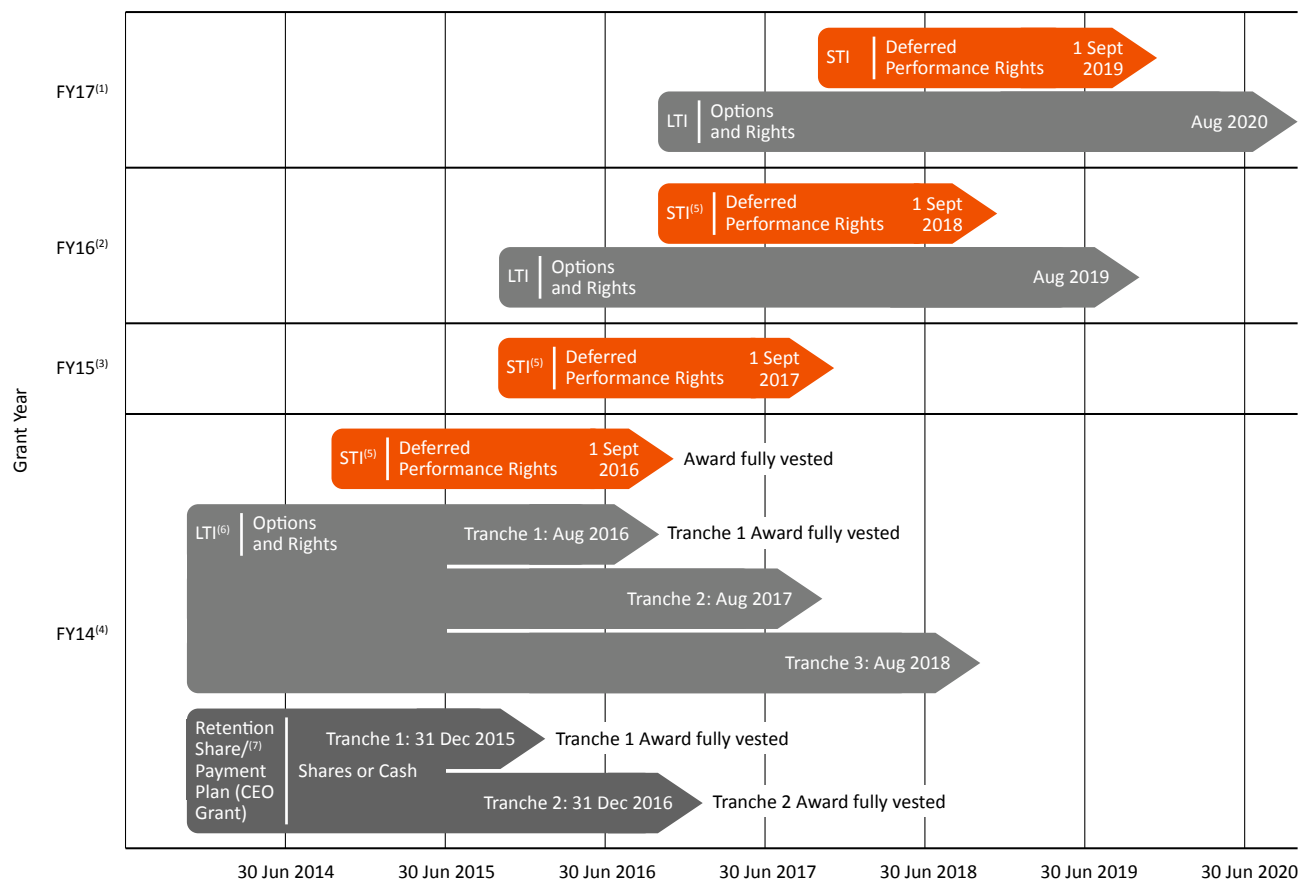 Grant Year
FY17(1)
STI
Deferred
Performance Rights
1 Sept
2019
LTI
Options
and Rights
Aug 2020
FY16(2)
STI(5)
Deferred
Performance Rights
1 Sept
2018
LTI
Options
and Rights
Aug 2019
FY15(3)
STI(5)
Deferred
Performance Rights
1 Sept
2017
FY14(4)
STI(5)
Deferred
Performance Rights
1 Sept
2016
Award fully vested
LTI(6)
Options
and Rights
Tranche 1: Aug 2016
Tranche 1 Award fully vested
Tranche 2: Aug 2017
Tranche 3: Aug 2018
Retention
Share/(7)
Payment
Plan (CEO
Grant)
Shares or Cash
Tranche 1: 31 Dec 2015
Tranche 1 Award fully vested
Tranche 2: 31 Dec 2016
Tranche 2 Award fully vested
30 Jun 2014
30 Jun 2015
30 Jun 2016
30 Jun 2017
30 Jun 2018
30 Jun 2019
30 Jun 2020